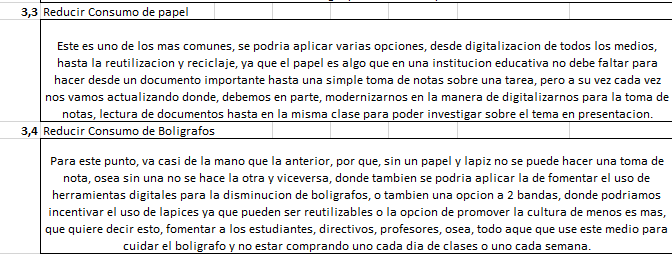 3,3 Reducir Consumo de papel
Este es uno de los mas comunes, se podria aplicar varias opciones, desde digitalizacion de todos los medios,
hasta la reutilizacion y reciclaje, ya que el papel es algo que en una institucion educativa no debe faltar para
hacer desde un documento importante hasta una simple toma de notas sobre una tarea, pero a su vez cada vez
nos vamos actualizando donde, debemos en parte, modernizarnos en la manera de digitalizarnos para la toma de
notas, lectura de documentos hasta en la misma clase para poder investigar sobre el tema en presentacion.
3,4 Reducir Consumo de Boligrafos
Para este punto, va casi de la mano que la anterior, por que, sin un papel y lapiz no se puede hacer una toma de
nota, osea sin una no se hace la otra y viceversa, donde tambien se podria aplicar la de fomentar el uso de
herramientas digitales para la disminucion de boligrafos, o tambien una opcion a 2 bandas, donde podriamos
incentivar el uso de lapices ya que pueden ser reutilizables o la opcion de promover la cultura de menos es mas,
que quiere decir esto, fomentar a los estudiantes, directivos, profesores, osea, todo aque que use este medio para
cuidar el boligrafo y no estar comprando uno cada dia de clases o uno cada semana.